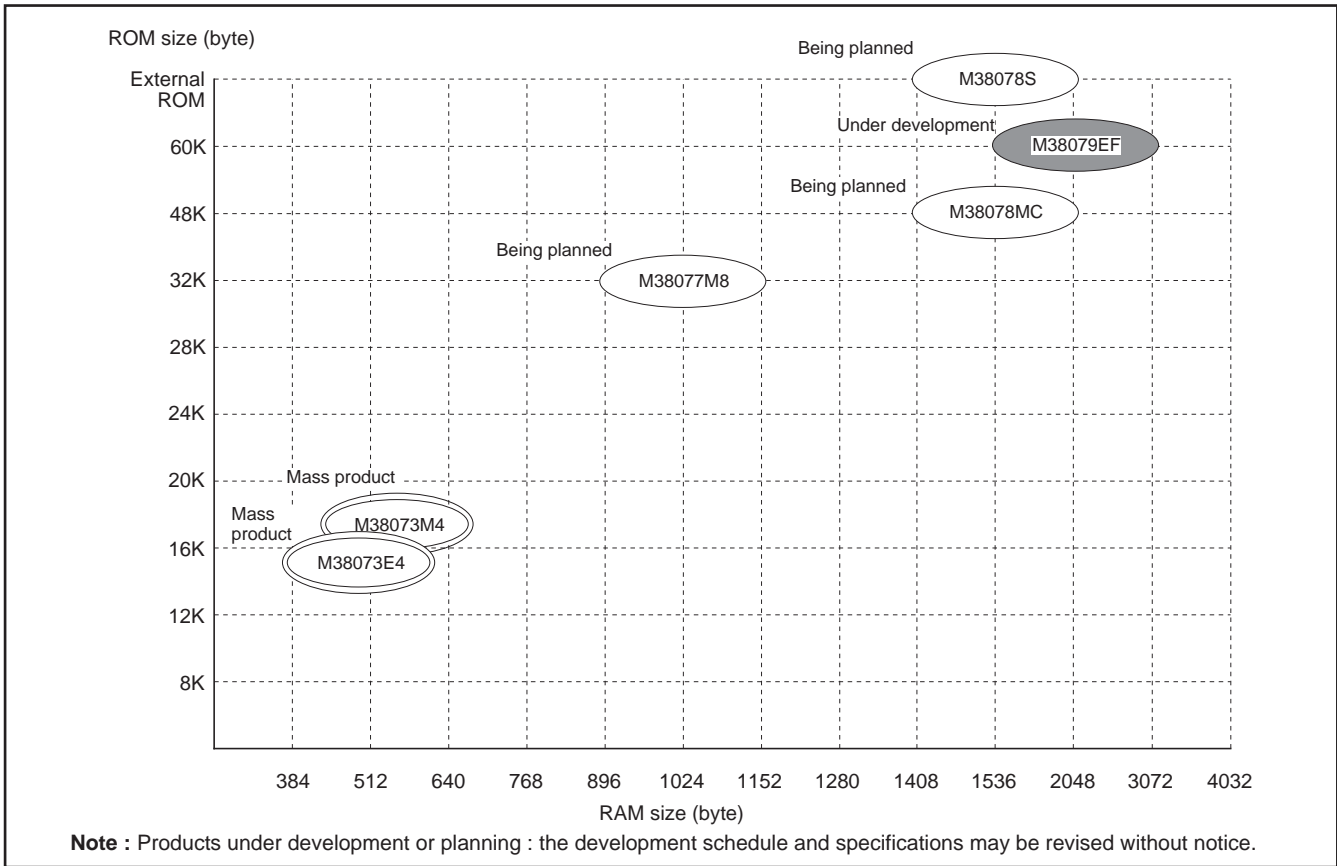 ROM size (byte)
Being planned
External
ROM
M38078S
Under development
60K
M38079EF
Being planned
48K
M38078MC
Being planned
32K
M38077M8
28K
24K
20K
Mass product
Mass
product
M38073M4
16K
M38073E4
12K
8K
384 512 640 768 896 1024 1152 1280 1408 1536 2048 3072 4032
RAM size (byte)
Note : Products under development or planning : the development schedule and specifications may be revised without notice.